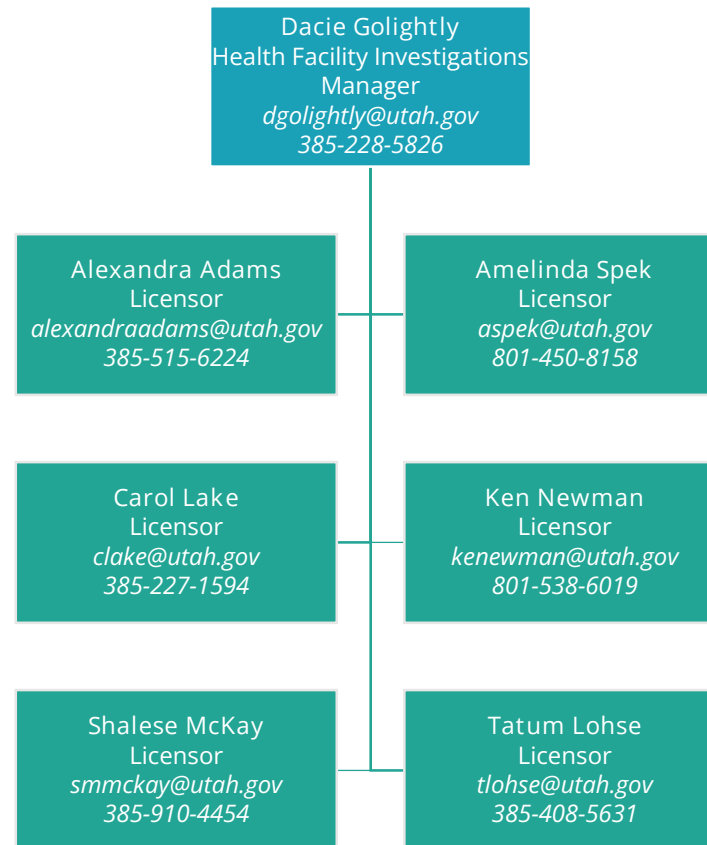 Dacie Golightly
Health Facility Investigations
Manager
dgolightly@utah.gov
385-228-5826
Alexandra Adams
Licensor
alexandraadams@utah.gov
385-515-6224
Amelinda Spek
Licensor
aspek@utah.gov
801-450-8158
Carol Lake
Licensor
clake@utah.gov
385-227-1594
Ken Newman
Licensor
kenewman@utah.gov
801-538-6019
Shalese McKay
Licensor
smmckay@utah.gov
385-910-4454
Tatum Lohse
Licensor
tlohse@utah.gov
385-408-5631